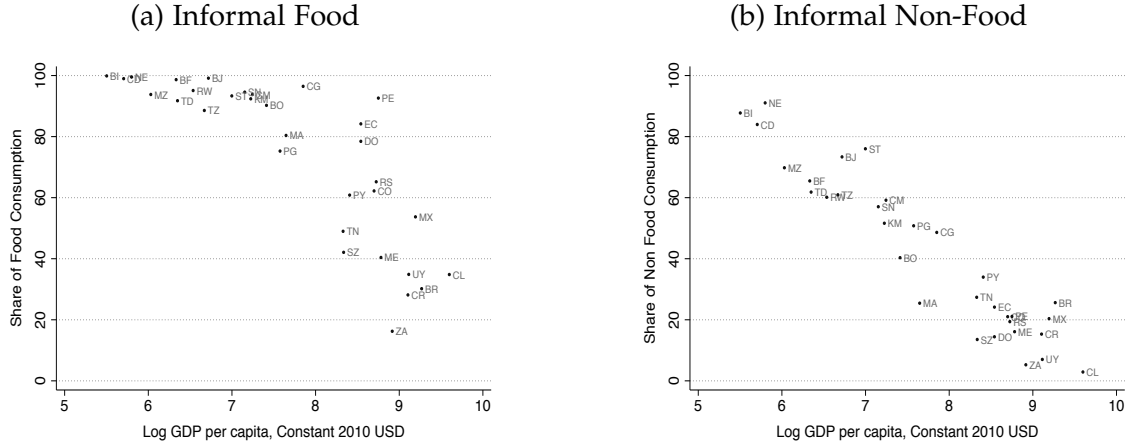 (a) Informal Food
100
80
60
40
20
0
Share of Food Consumption
BI
CD
NE
MZ
BF
TD
RW
BJ
TZ
ST
SN
CM
KM
BO
CG
MA
PG
PE
EC
DO
RS
CO
PY
MX
TN
SZ
ME
UY
CL
BR
CR
ZA
5 6 7 8 9 10
Log GDP per capita, Constant 2010 USD
(b) Informal Non-Food
100
80
60
40
20
0
Share of Non Food Consumption
NE
BI
CD
ST
BJ
MZ
BF
TD
RW
TZ
CM
SN
KM
PG
CG
BO
PY
MA
TN
EC
BR
PE
RS
MX
ME
CR
SZ
DO
UY
ZA
CL
5 6 7 8 9 10
Log GDP per capita, Constant 2010 USD